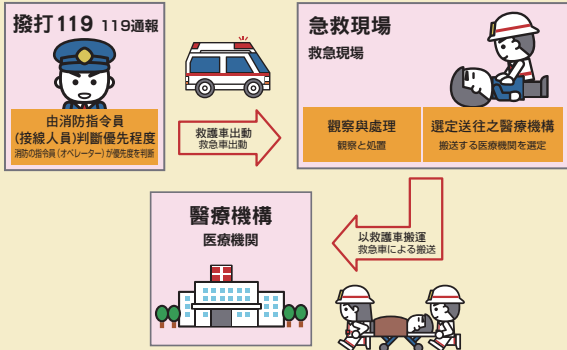 撥打119 119通報
由消防指令員
(接線人員)判斷優先程度
消防の指令員(オペレーター)が優先度を判断
救護車出動
救急車出動
急救現場
救急現場
觀察與處理
観察と処置
選定送往之醫療機構
搬送する医療機関を選定
以救護車搬運
救急車による搬送
醫療機構
医療機関